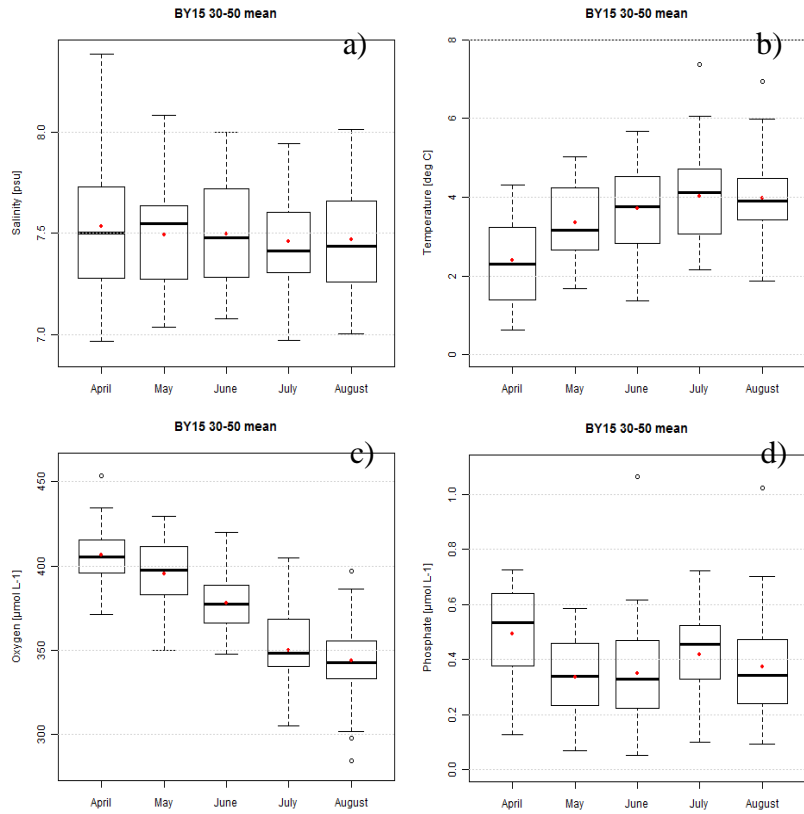 BY15 30-50 mean
a)
Salinity [psu]
8.0
7.5
7.0
April May June July August
BY15 30-50 mean
b)
Temperature [deg C]
8
6
4
2
0
April May June July August
BY15 30-50 mean
c)
Oxygen [µmol L-1]
450
400
350
300
April May June July August
BY15 30-50 mean
d)
Phosphate [µmol L-1]
1.0
0.8
0.6
0.4
0.2
0.0
April May June July August